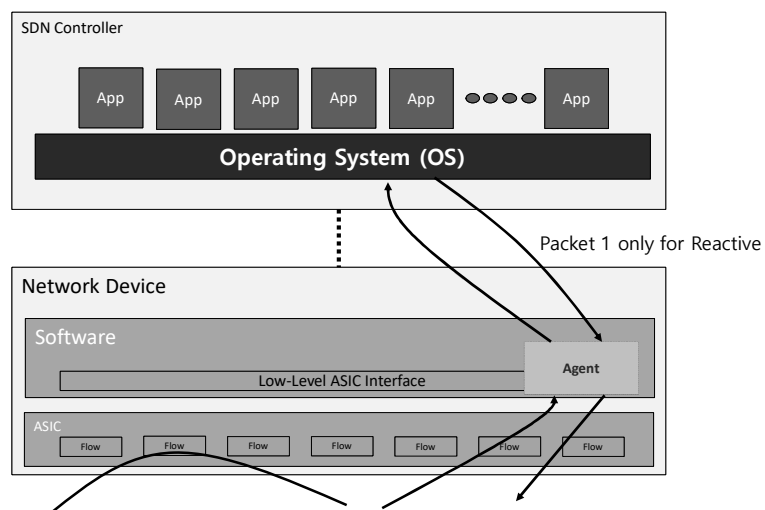 SDN Controller
App App App App App App
Operating System (OS)
Packet 1 only for Reactive
Network Device
Software
Agent
Low-Level ASIC Interface
ASIC
Flow Flow Flow Flow Flow Flow Flow